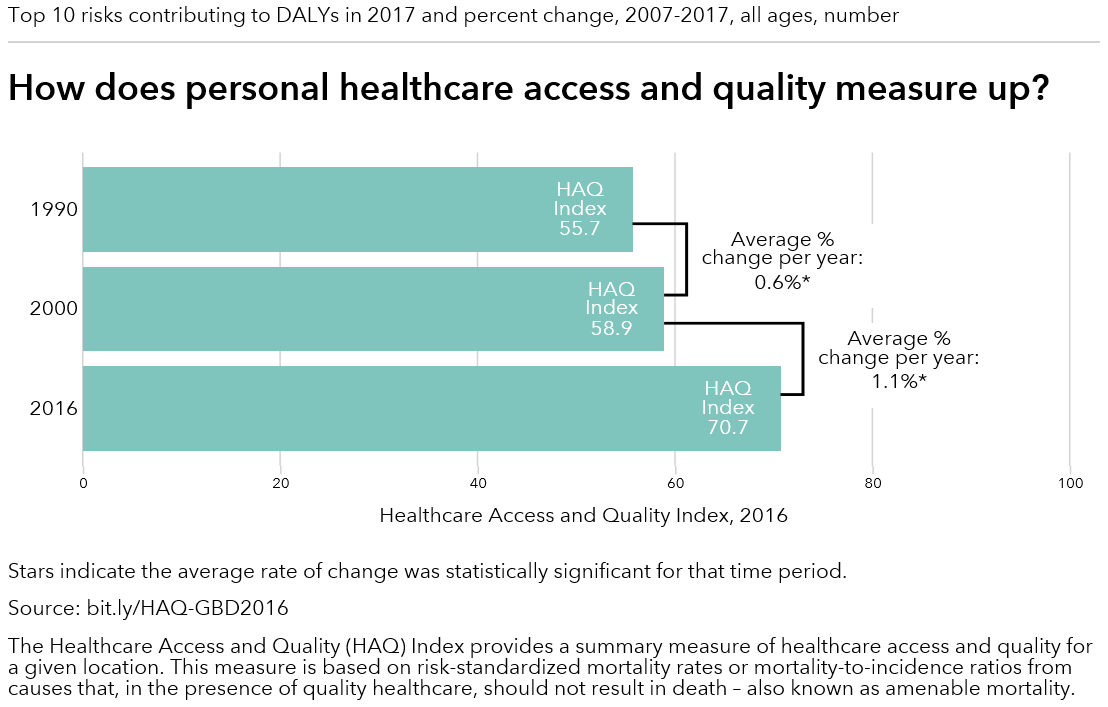 Top 10 risks contributing to DALYs in 2017 and percent change, 2007-2017, all ages, number
How does personal healthcare access and quality measure up?
1990
HAQ
Index
55.7
Average %
change per year:
0.6%*
2000
HAQ
Index
58.9
Average %
change per year:
1.1%*
2016
HAQ
Index
70.7
0
20
40
60
80
100
Healthcare Access and Quality Index, 2016
Stars indicate the average rate of change was statistically significant for that time period.
Source: bit.ly/HAQ-GBD2016
The Healthcare Access and Quality (HAQ) Index provides a summary measure of healthcare access and quality for
a given location. This measure is based on risk-standardized mortality rates or mortality-to-incidence ratios from
causes that, in the presence of quality healthcare, should not result in death – also known as amenable mortality.